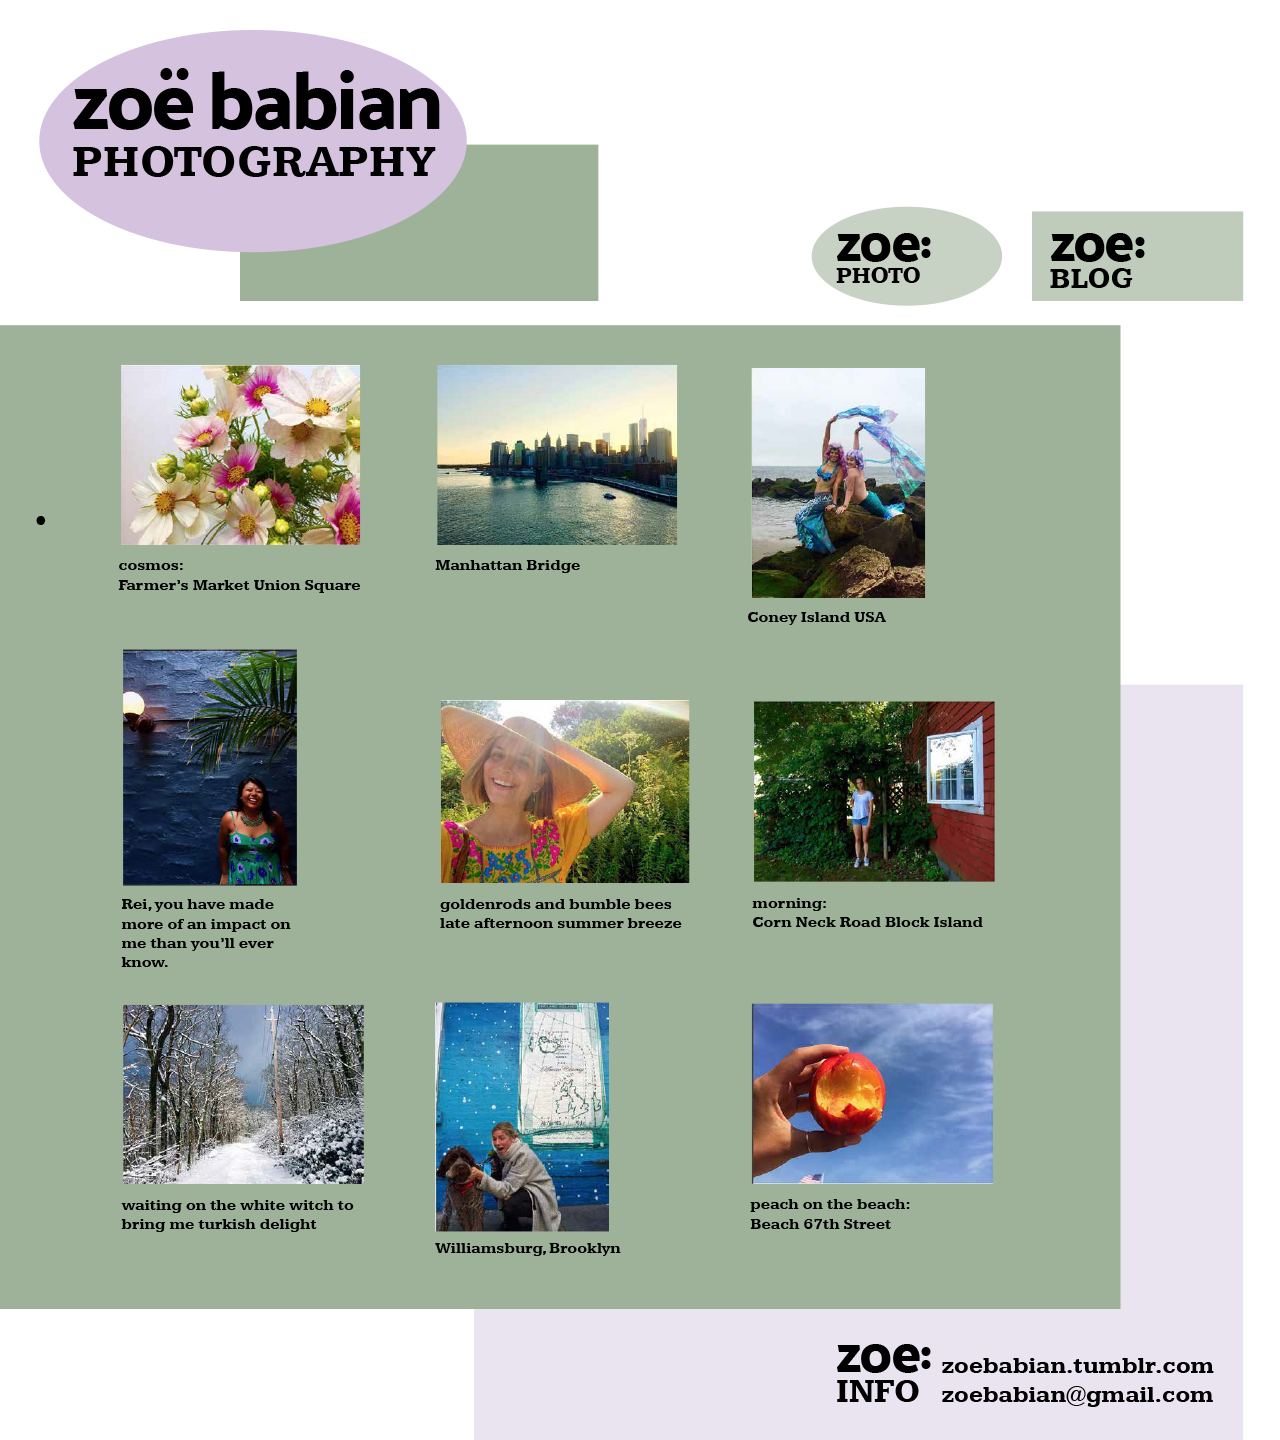 zoë babian
PHOTOGRAPHY
zoe:
PHOTO
zoe:
BLOG
cosmos:
Farmer's Market Union Square
Manhattan Bridge
Coney Island USA
Rei, you have made
more of an impact on
me than you'll ever
know.
goldenrods and bumble bees
late afternoon summer breeze
morning:
Corn Neck Road Block Island
waiting on the white witch to
bring me turkish delight
Williamsburg, Brooklyn
peach on the beach:
Beach 67th Street
zoe:
INFO
zoebabian.tumblr.com
zoebabian@gmail.com